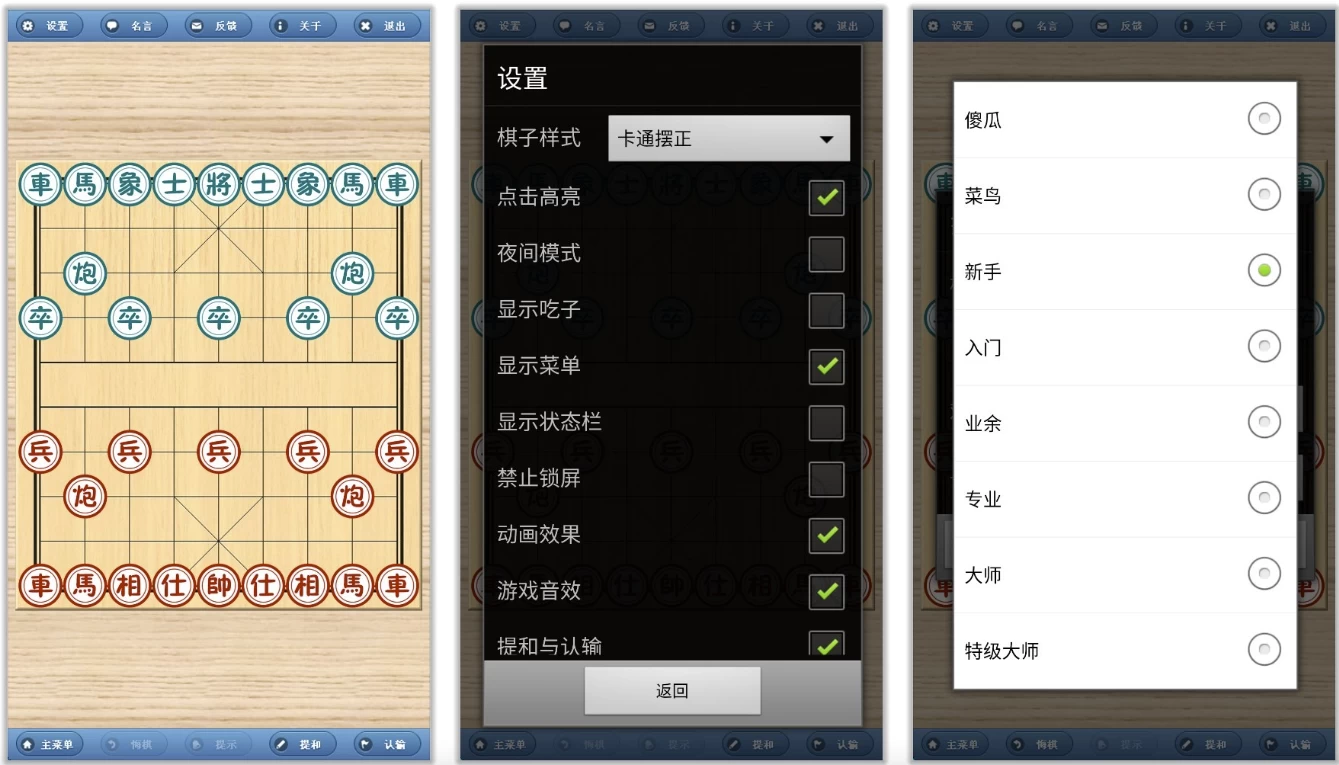 设置 名言 反馈 关于 退出
車 馬 象 士 將 士 象 馬 車
炮 炮
卒 卒 卒 卒 卒
兵 兵 兵 兵 兵
炮 炮
車 馬 相 仕 帥 仕 相 馬 車
主菜单 悔棋 提示 提和 认输
设置 名言 反馈 关于 退出
设置
棋子样式 卡通摆正
点击高亮
夜间模式
显示吃子
显示菜单
显示状态栏
禁止锁屏
动画效果
游戏音效
提和与认输
返回
主菜单 悔棋 提示 提和 认输
设置 名言 反馈 关于 退出
傻瓜
菜鸟
新手
入门
业余
专业
大师
特级大师
主菜单 悔棋 提示 提和 认输